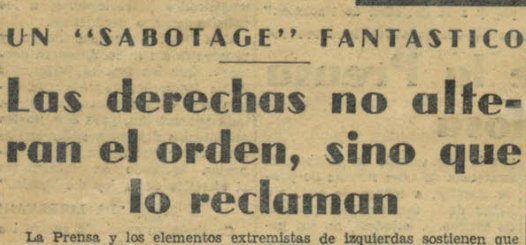 UN "SABOTAGE" FANTASTICO
Las derechas no alte-
ran el orden, sino que
lo reclaman
La Prensa y los elementos extremistas de izquierdas sostienen que